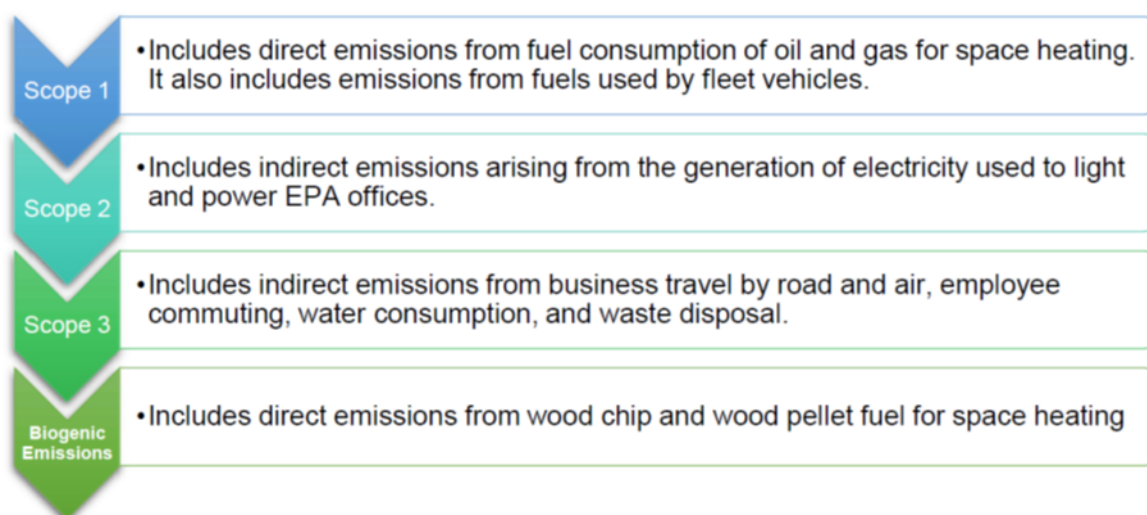 Scope 1
•Includes direct emissions from fuel consumption of oil and gas for space heating.
It also includes emissions from fuels used by fleet vehicles.
Scope 2
•Includes indirect emissions arising from the generation of electricity used to light
and power EPA offices.
Scope 3
•Includes indirect emissions from business travel by road and air, employee
commuting, water consumption, and waste disposal.
Biogenic
Emissions
•Includes direct emissions from wood chip and wood pellet fuel for space heating